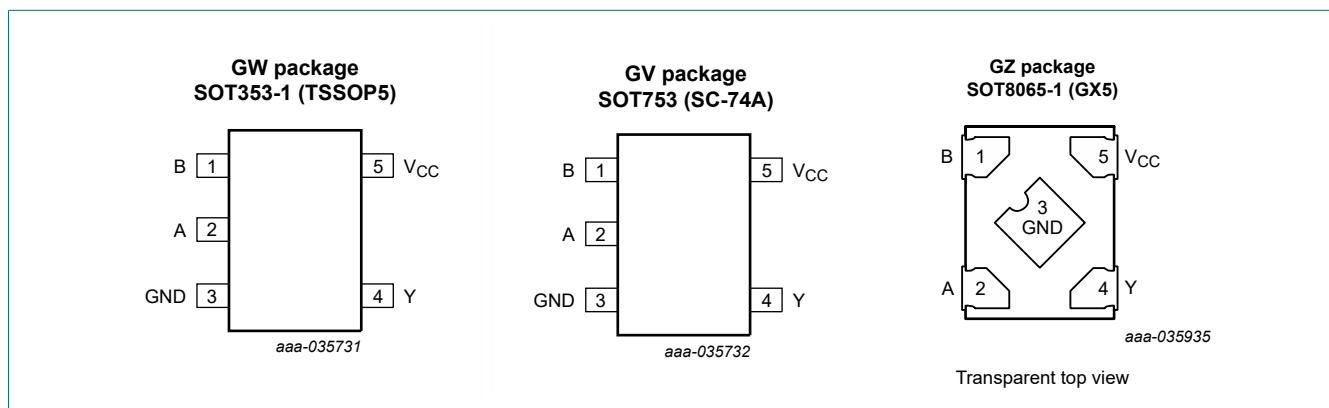 GW package
SOT353-1 (TSSOP5)
B 1
5 VCC
A 2
GND 3
4 Y
aaa-035731
GV package
SOT753 (SC-74A)
B 1
5 VCC
A 2
GND 3
4 Y
aaa-035732
GZ package
SOT8065-1 (GX5)
B 1
5 VCC
3
GND
A 2
4 Y
aaa-035935
Transparent top view